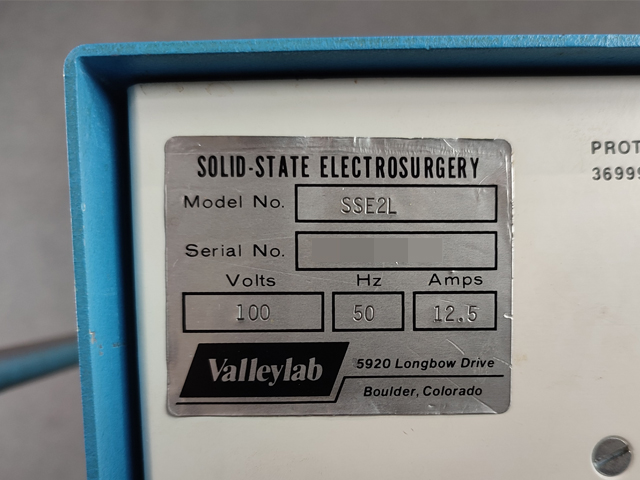 SOLID-STATE ELECTROSURGERY
Model No. SSE2L
Serial No.
Volts Hz Amps
100 50 12.5
Valleylab 5920 Longbow Drive
Boulder, Colorado
PROT
36999